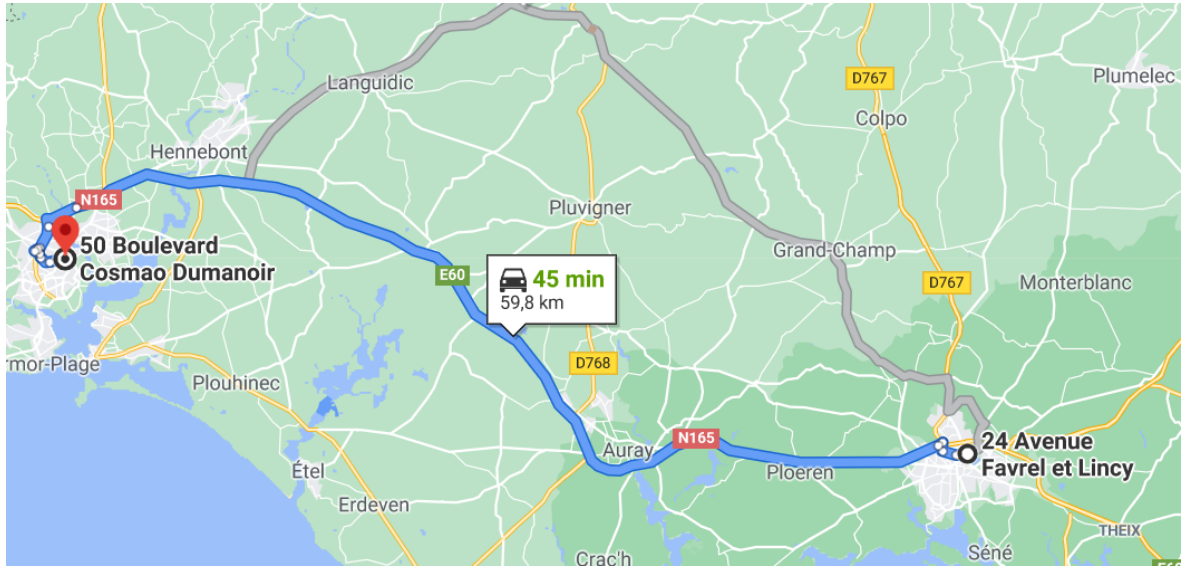 Languidic
D767
Plumelec
Colpo
Hennebont
N165
Pluvigner
50 Boulevard
Cosmao Dumanoir
Grand-Champ
E60
45 min
59,8 km
D767
Monterblanc
rmor-Plage
Plouhinec
D768
N165
Auray
24 Avenue
Favrel et Lincy
Ploeren
Étel
Erdeven
THEIX
Séné
Crac'h